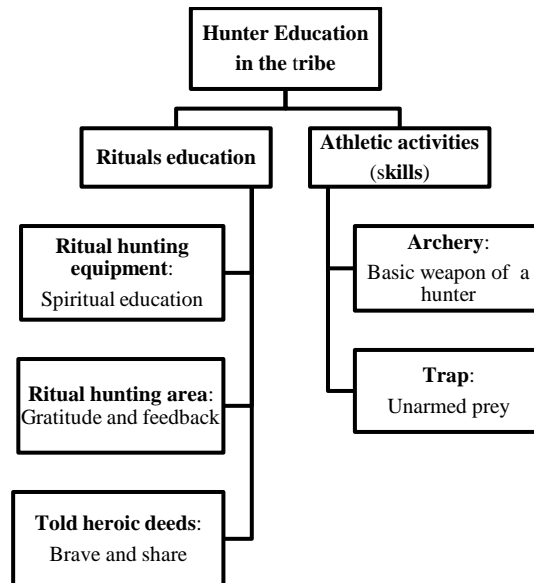 Hunter Education
in the tribe
Rituals education
Athletic activities
(skills)
Ritual hunting
equipment:
Spiritual education
Archery:
Basic weapon of a
hunter
Ritual hunting area:
Gratitude and feedback
Trap:
Unarmed prey
Told heroic deeds:
Brave and share